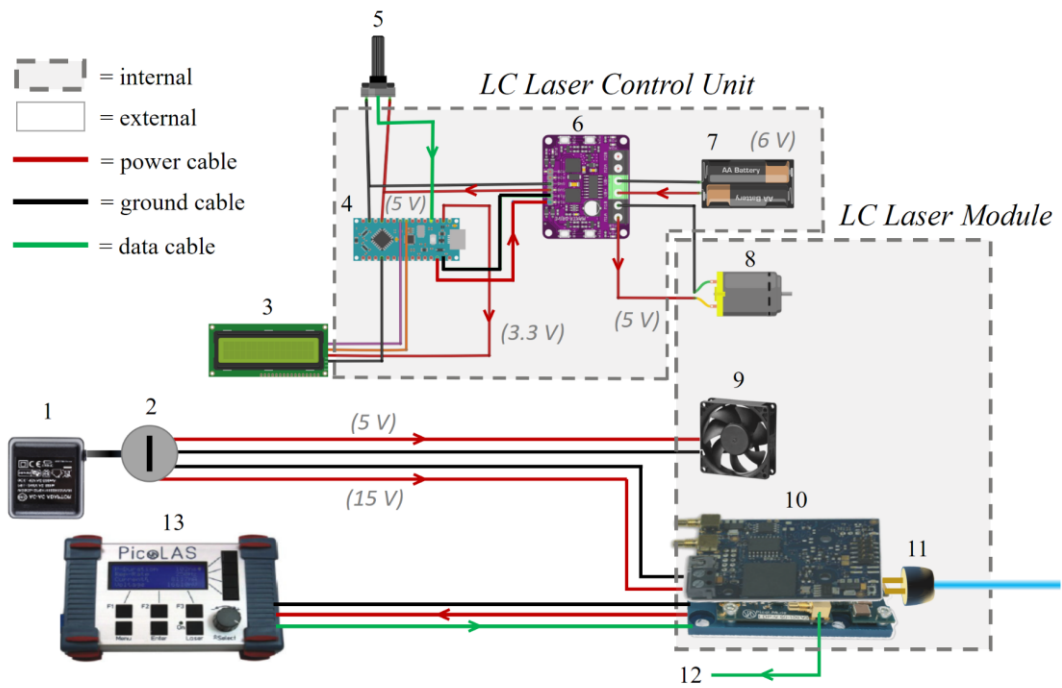 = internal
= external
= power cable
= ground cable
= data cable
5
LC Laser Control Unit
6
7
(6 V)
AA Battery
AA Battery
4
(5 V)
LC Laser Module
8
(5 V)
(3.3 V)
3
1
2
(5 V)
9
(15 V)
10
13
PicoLAS
11
F1
F2
F3
Menu
Enter
Laser
Select
12